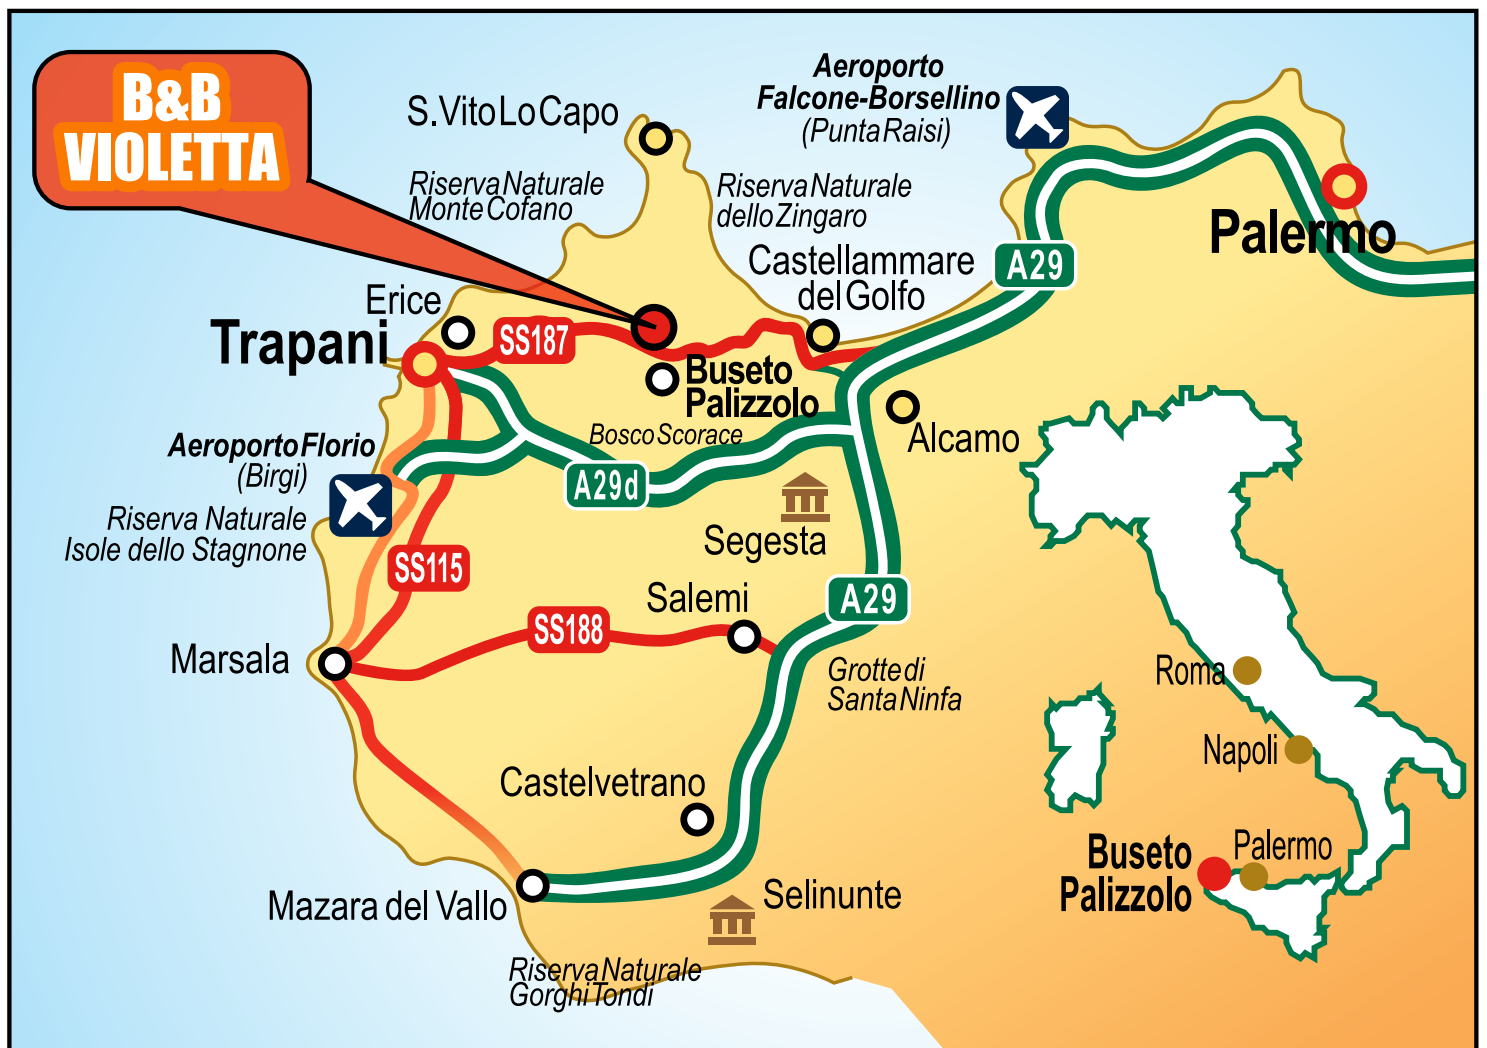 B&B
VIOLETTA
S. Vito Lo Capo
Aeroporto
Falcone-Borsellino
(Punta Raisi)
Riserva Naturale
Monte Cofano
Riserva Naturale
dello Zingaro
Palermo
Castellammare
del Golfo
A29
Erice
Trapani
SS187
Buseto
Palizzolo
Bosco Scorace
Alcamo
Aeroporto Florio
(Birgi)
A29d
Riserva Naturale
Isole dello Stagnone
Segesta
SS115
A29
Salemi
SS188
Marsala
Grotte di
Santa Ninfa
Castelvetrano
Mazara del Vallo
Selinunte
Riserva Naturale
Gorghi Tondi
Roma
Napoli
Palermo
Buseto
Palizzolo